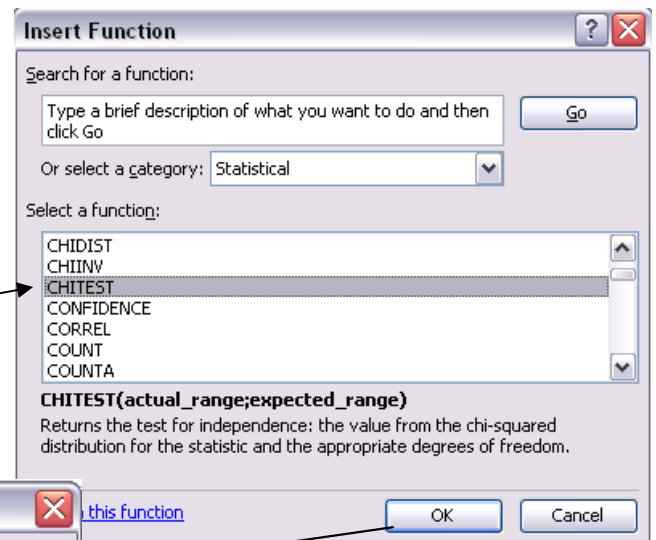 Insert Function
?
Search for a function:
Type a brief description of what you want to do and then
click Go
Go
Or select a category: Statistical
Select a function:
CHIDIST
CHIINV
CHITEST
CONFIDENCE
CORREL
COUNT
COUNTA
CHITEST(actual_range;expected_range)
Returns the test for independence: the value from the chi-squared
distribution for the statistic and the appropriate degrees of freedom.
this function
OK
Cancel